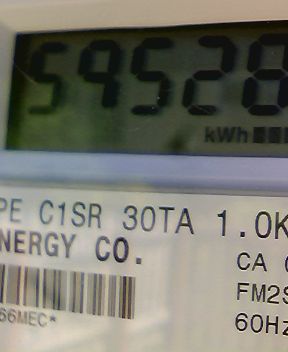 59528
kWh
PE C1SR 30TA 1.0K
NERGY CO.
CA
FM2S
66MEC*
60Hz